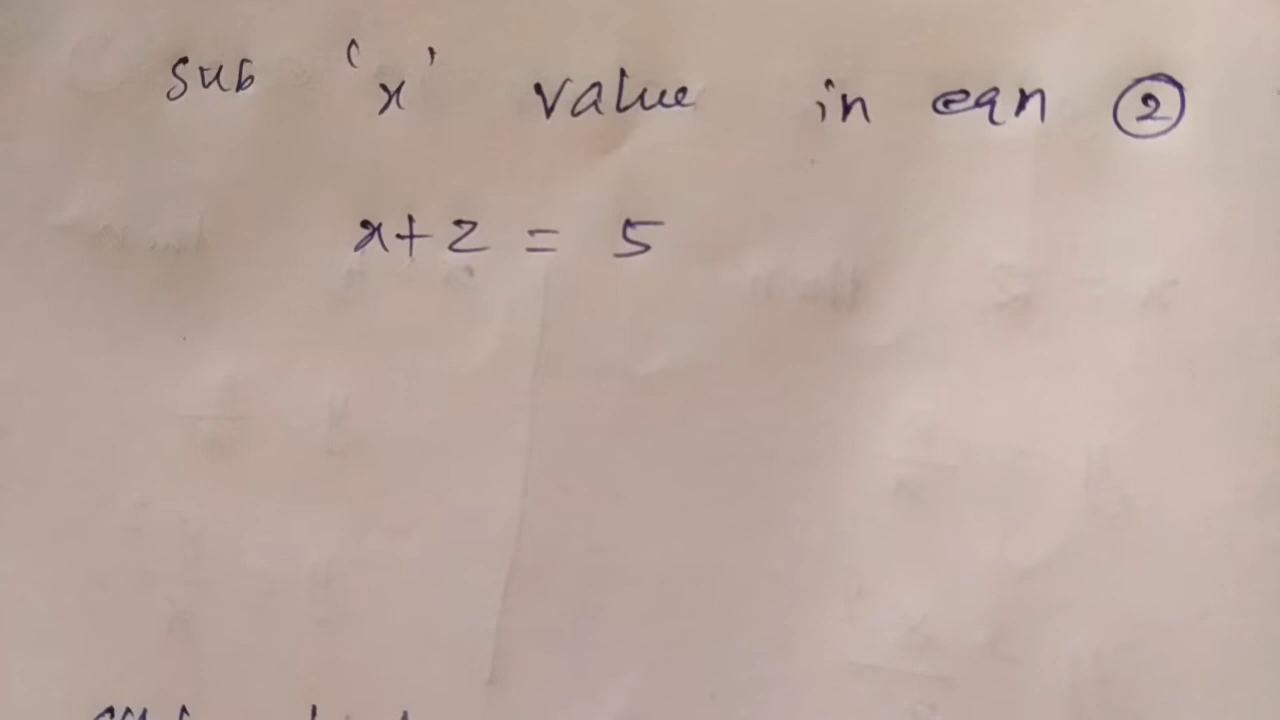 sub 'x' value in eqn ②
x+z = 5